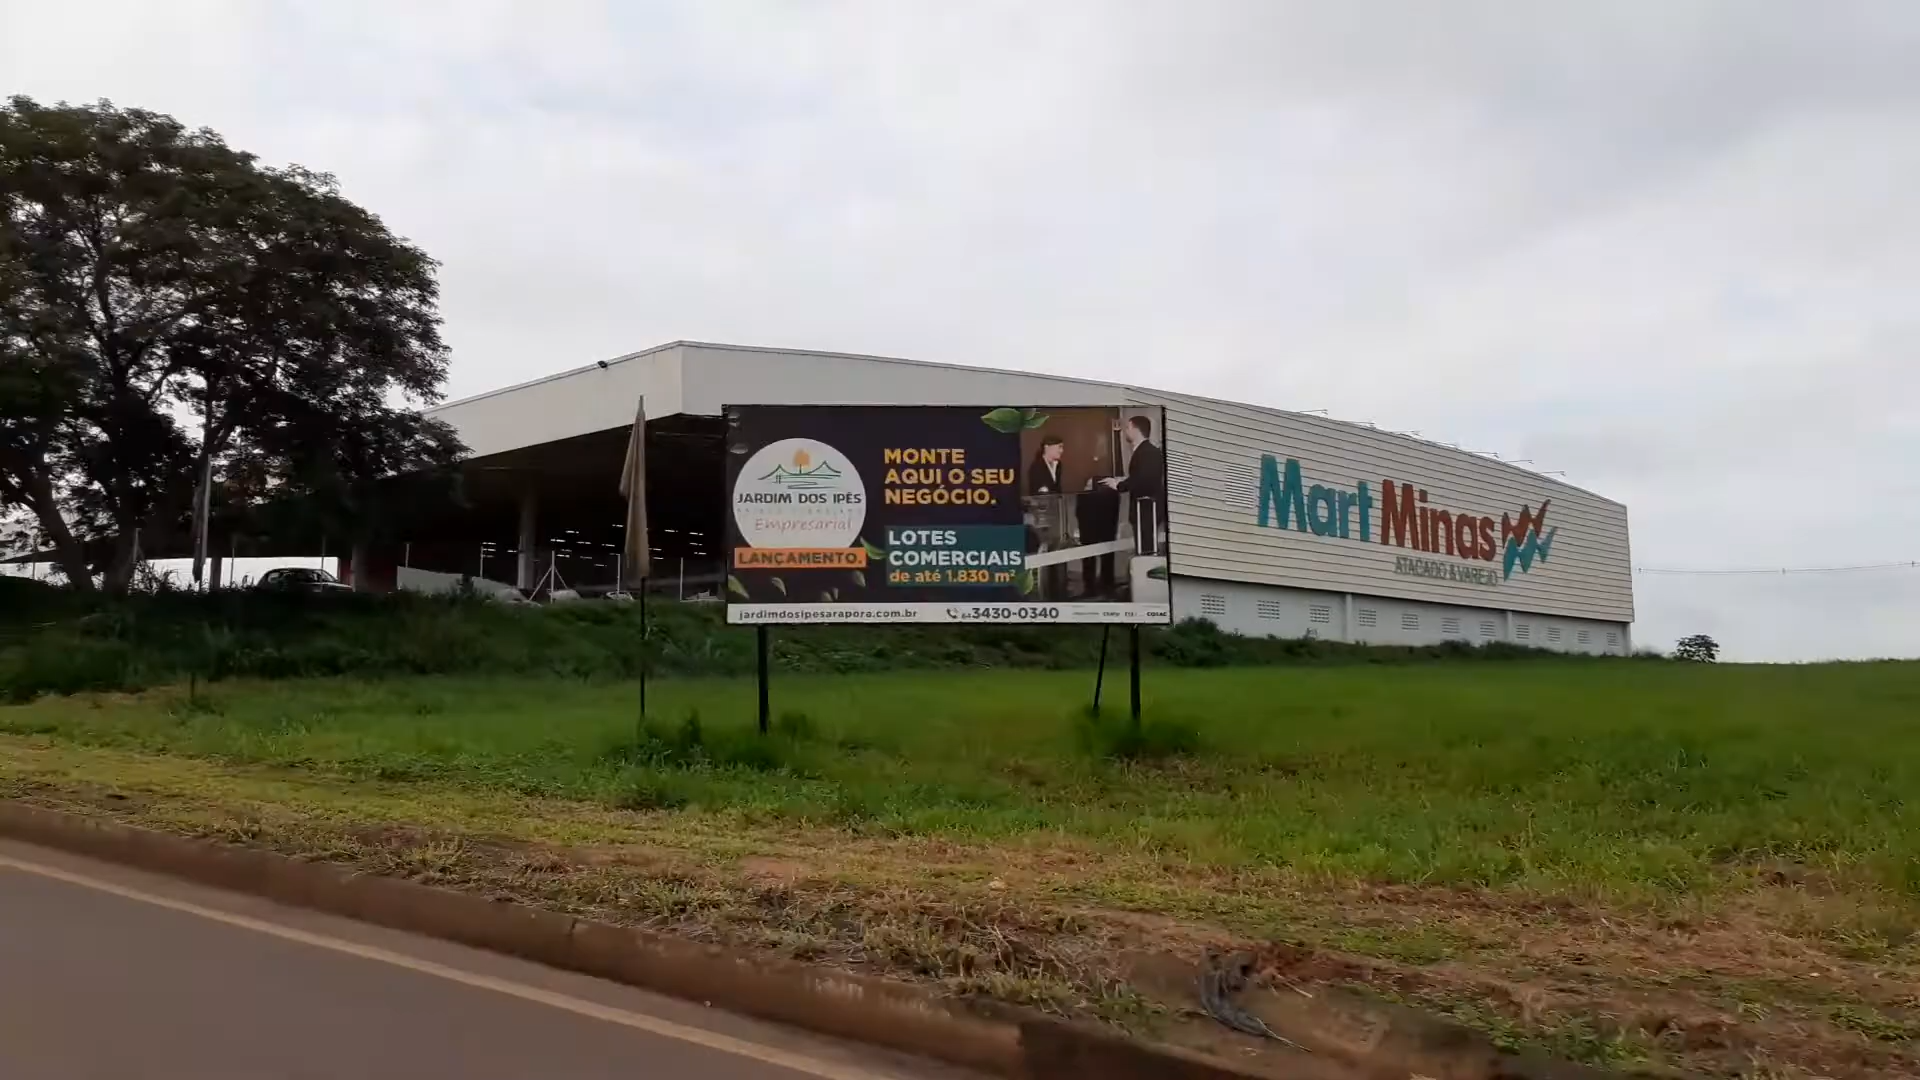 JARDIM DOS IPÊS
Empresarial
LANÇAMENTO.
MONTE
AQUI O SEU
NEGÓCIO.
LOTES
COMERCIAIS
de até 1.830 m²
jardimdosipesarapora.com.br
3430-0340
Mart Minas
ATACADO & VAREJO